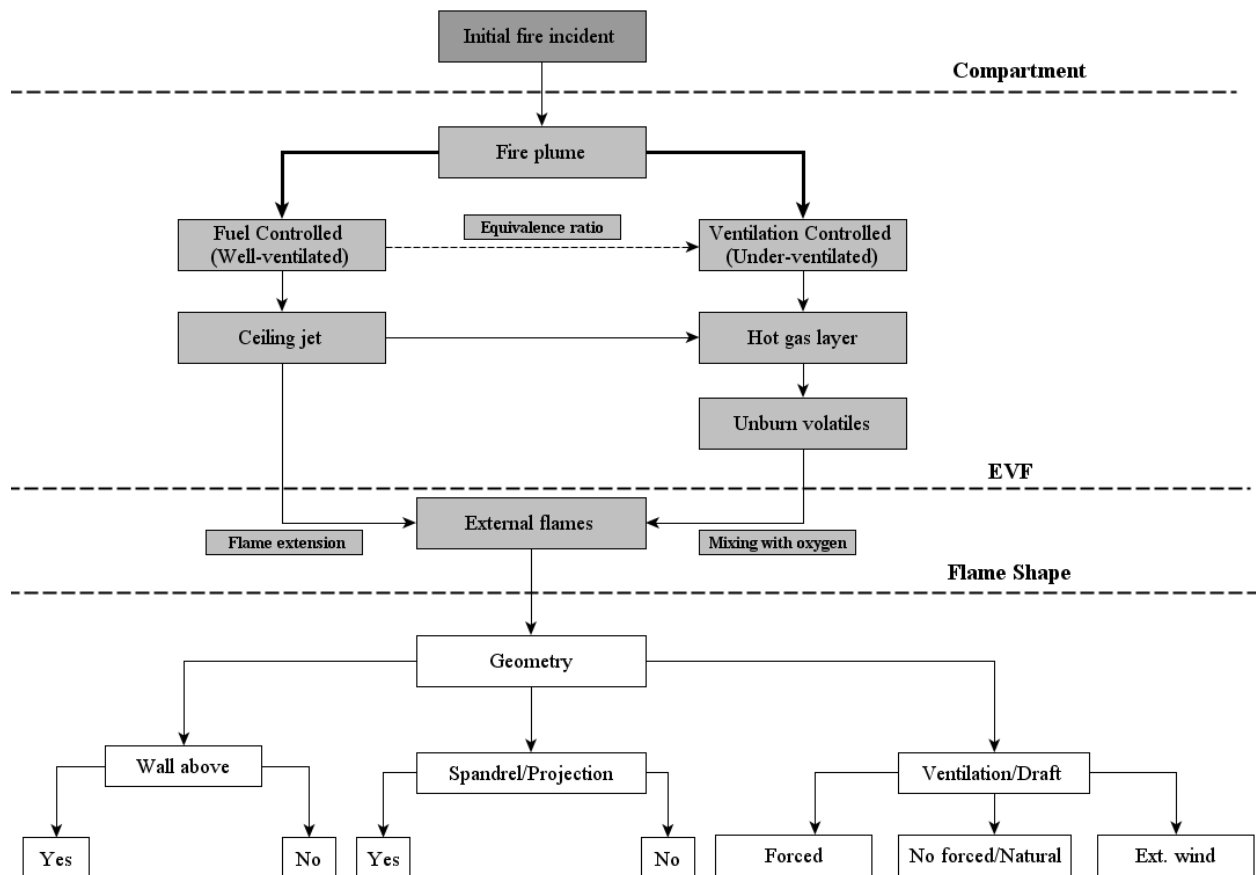 Initial fire incident
Compartment
Fire plume
Fuel Controlled
(Well-ventilated)
Equivalence ratio
Ventilation Controlled
(Under-ventilated)
Ceiling jet
Hot gas layer
Unburn volatiles
EVF
External flames
Flame extension
Mixing with oxygen
Flame Shape
Geometry
Wall above
Spandrel/Projection
Ventilation/Draft
Yes
No
Yes
No
Forced
No forced/Natural
Ext. wind